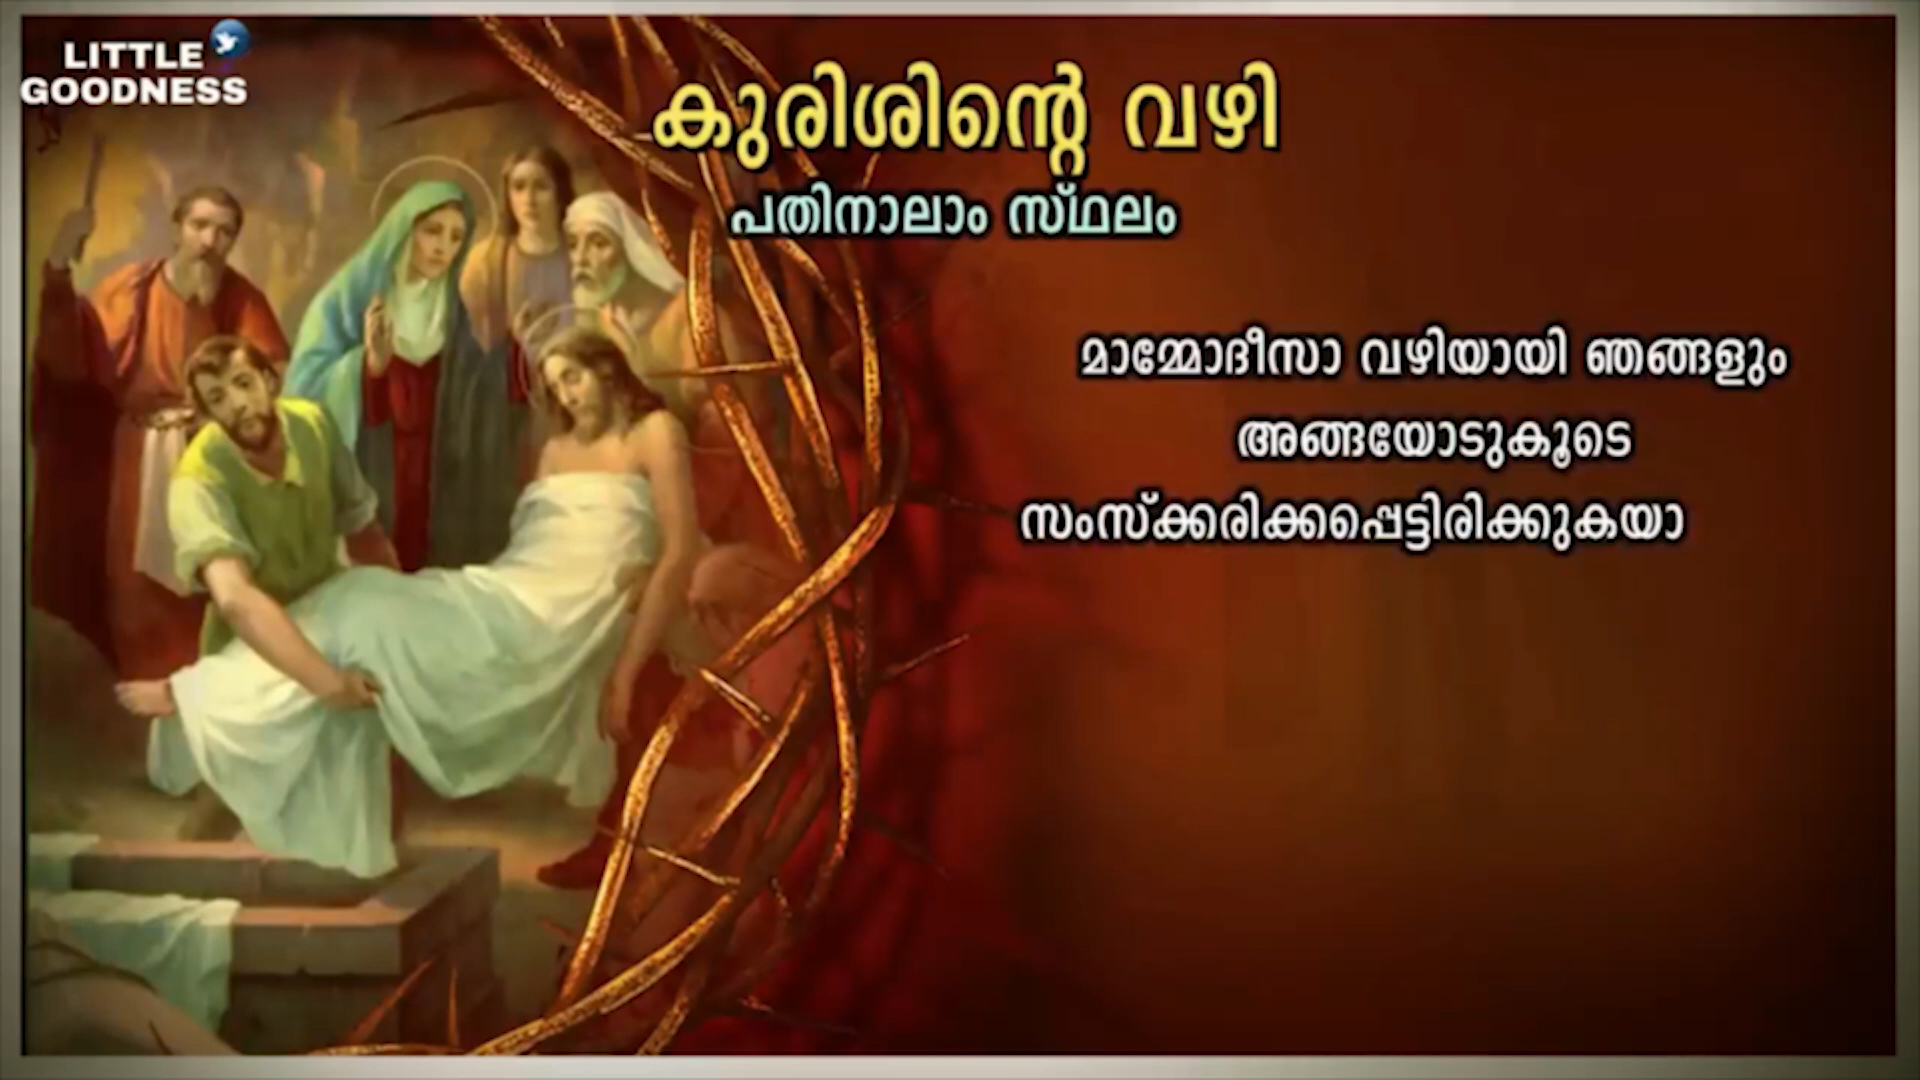 LITTLE
GOODNESS
കുരിശിന്റെ വഴി
പതിനാലാം സ്ഥലം
മാമ്മോദീസാ വഴിയായി ഞങ്ങളും
അങ്ങയോടുകൂടെ
സംസ്ക്കരിക്കപ്പെട്ടിരിക്കുകയാ